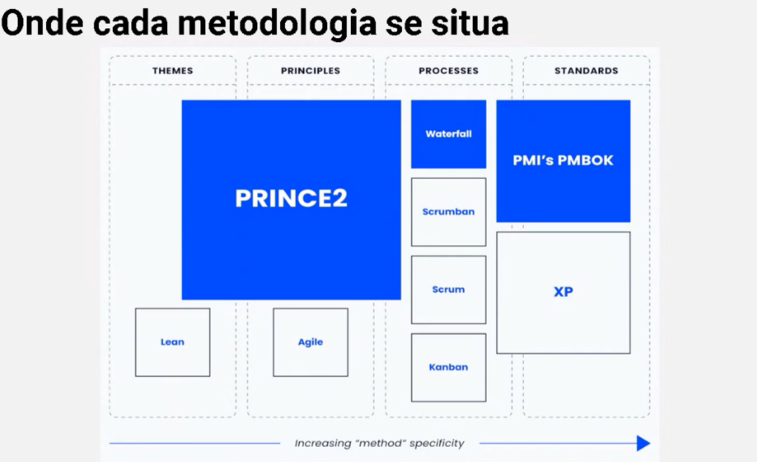 Onde cada metodologia se situa
THEMES
PRINCIPLES
PROCESSES
STANDARDS
PRINCE2
Waterfall
PMI's PMBOK
Scrumban
Scrum
XP
Lean
Agile
Kanban
Increasing "method" specificity